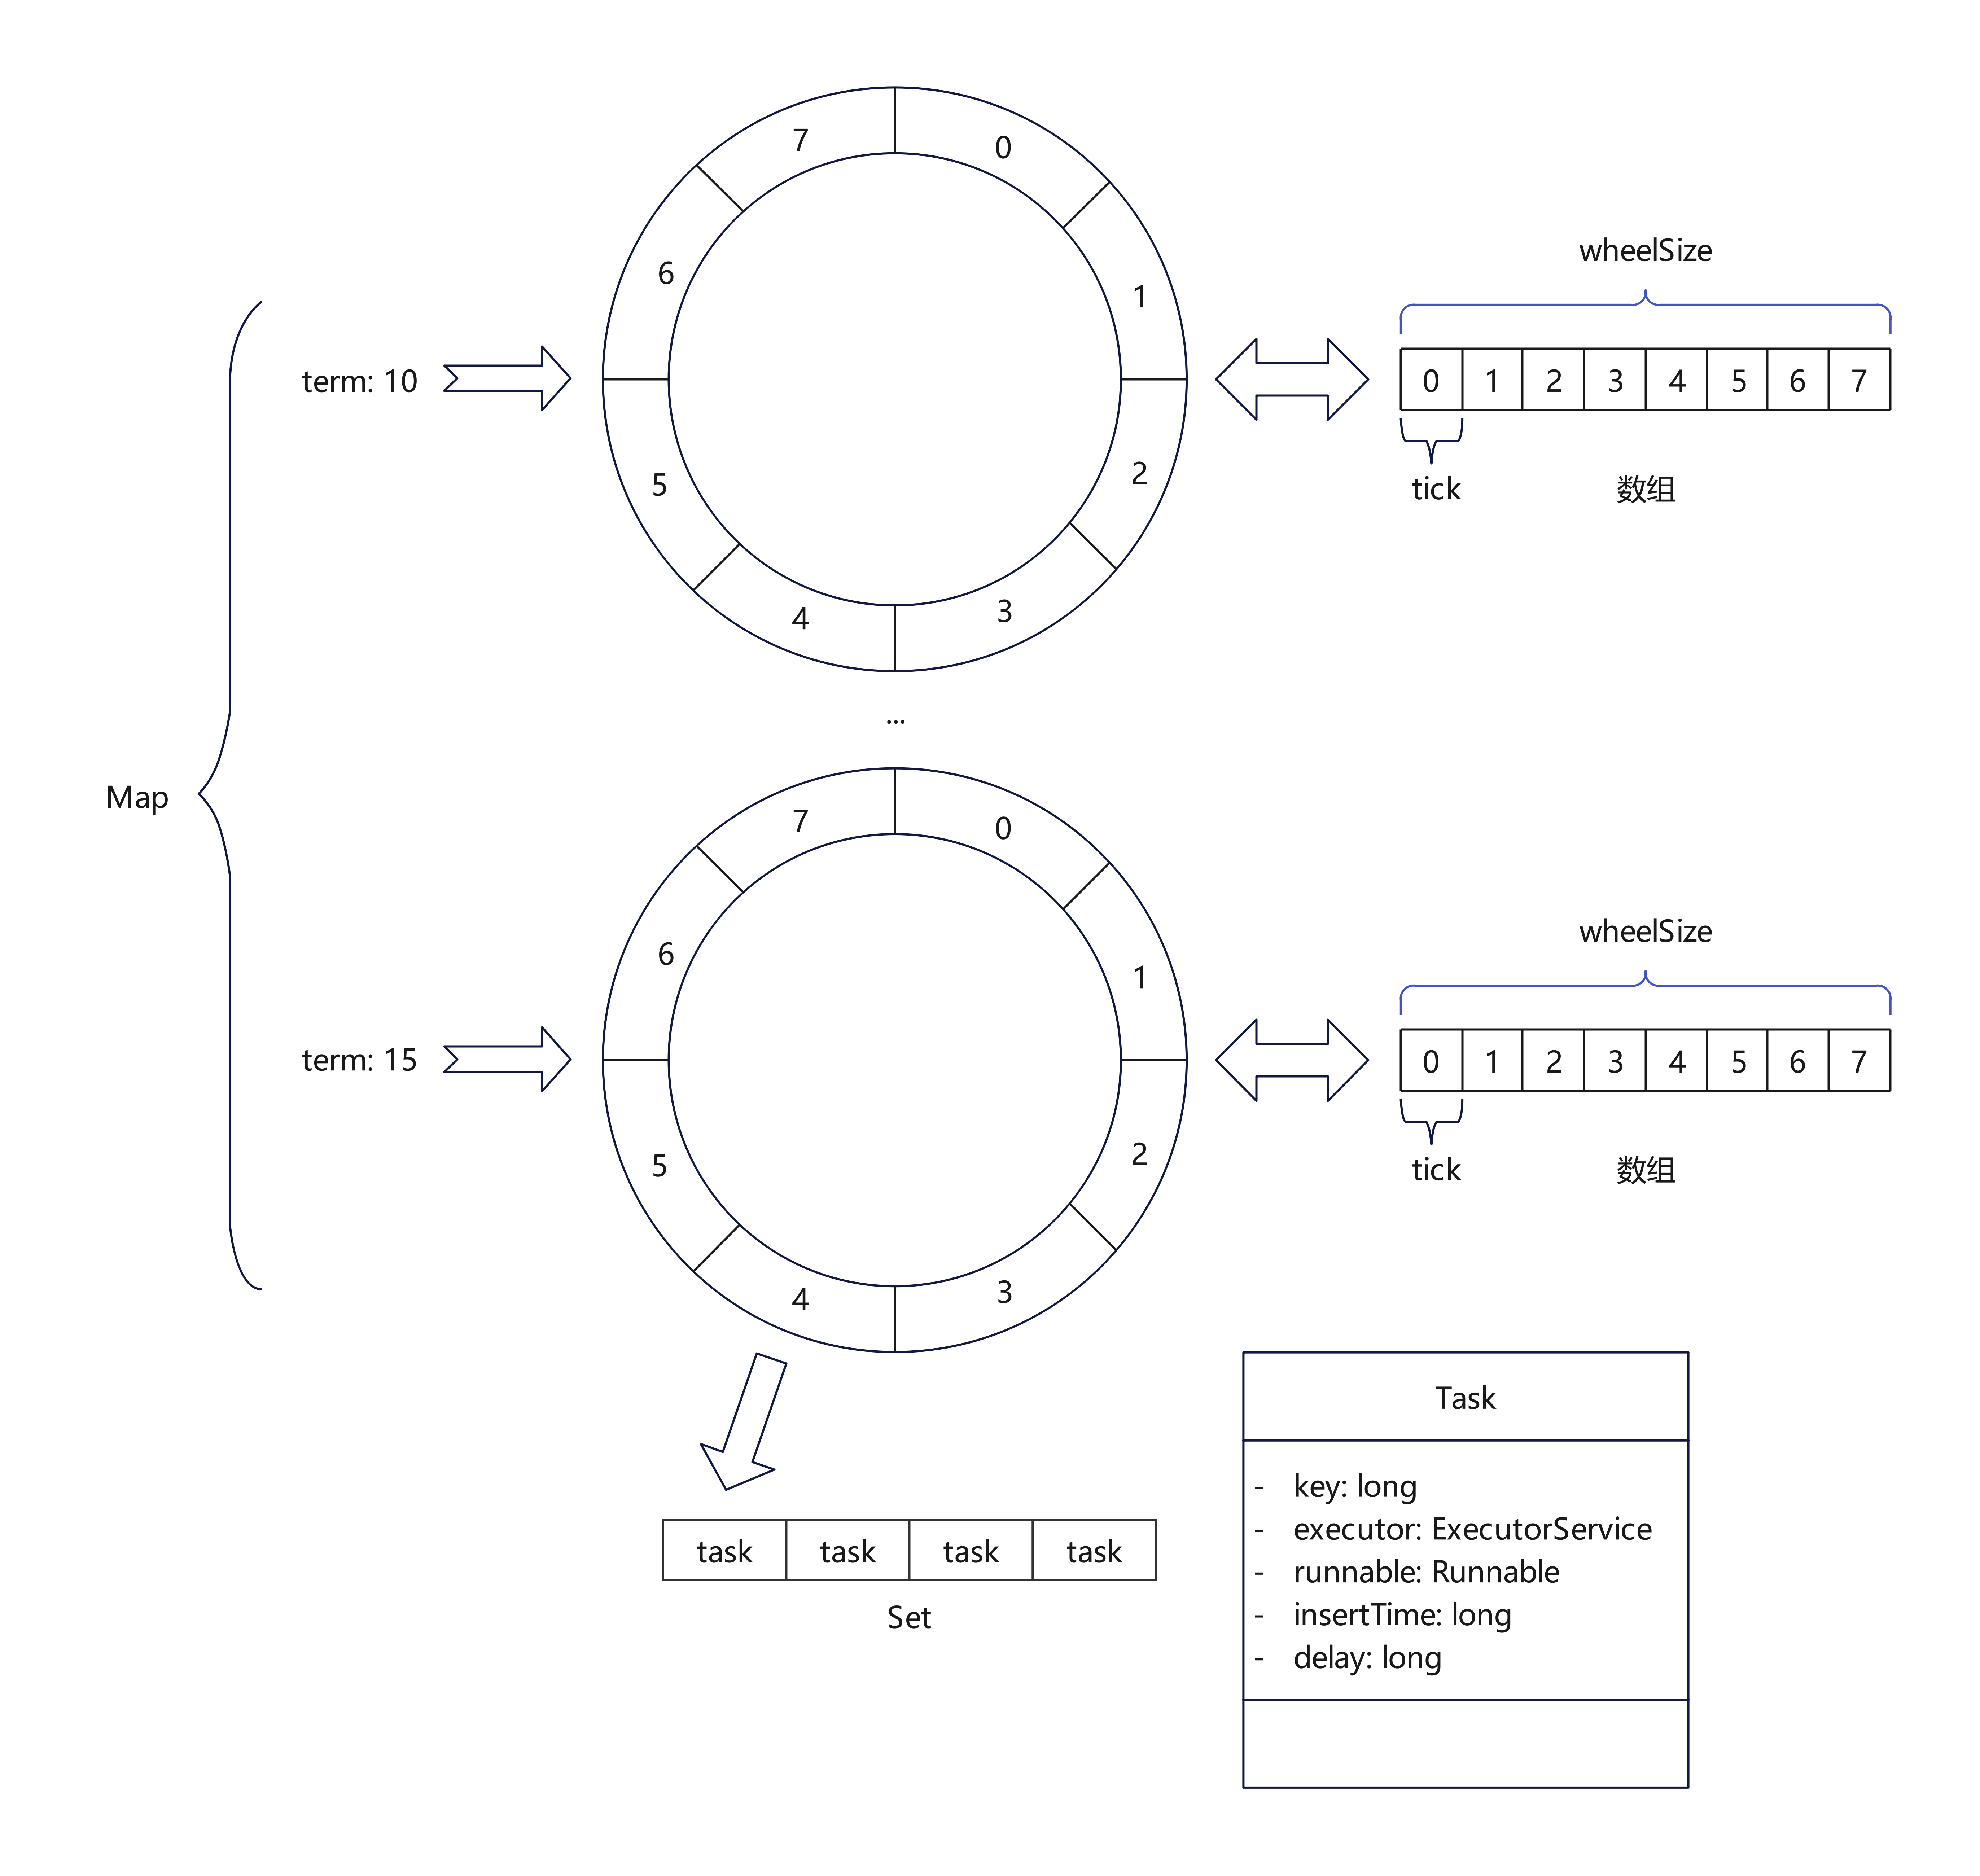 7
0
6
1
5
2
4
3
term: 10
wheelSize
0 1 2 3 4 5 6 7
tick
数组
...
Map
7
0
6
1
5
2
4
3
term: 15
wheelSize
0 1 2 3 4 5 6 7
tick
数组
task task task task
Set
Task
- key: long
- executor: ExecutorService
- runnable: Runnable
- insertTime: long
- delay: long